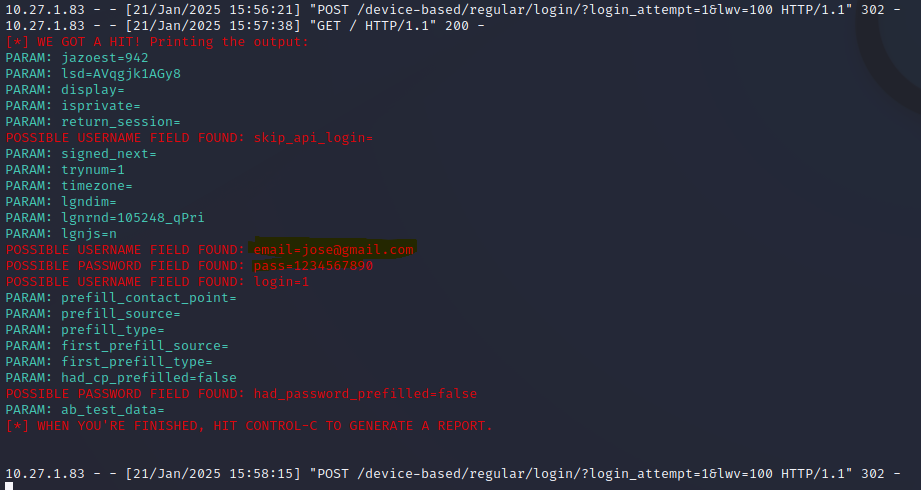 10.27.1.83 - - [21/Jan/2025 15:56:21] "POST /device-based/regular/login/?login_attempt=1&lwv=100 HTTP/1.1" 302 -
10.27.1.83 - - [21/Jan/2025 15:57:38] "GET / HTTP/1.1" 200 -
[*] WE GOT A HIT! Printing the output:
PARAM: jazoest=942
PARAM: lsd=AVqgjk1AGy8
PARAM: display=
PARAM: isprivate=
PARAM: return_session=
POSSIBLE USERNAME FIELD FOUND: skip_api_login=
PARAM: signed_next=
PARAM: trynum=1
PARAM: timezone=
PARAM: lgndim=
PARAM: lgnrnd=105248_qPri
PARAM: lgnjs=n
POSSIBLE USERNAME FIELD FOUND: email=jose@gmail.com
POSSIBLE PASSWORD FIELD FOUND: pass=1234567890
POSSIBLE USERNAME FIELD FOUND: login=1
PARAM: prefill_contact_point=
PARAM: prefill_source=
PARAM: prefill_type=
PARAM: first_prefill_source=
PARAM: first_prefill_type=
PARAM: had_cp_prefilled=false
POSSIBLE PASSWORD FIELD FOUND: had_password_prefilled=false
PARAM: ab_test_data=
[*] WHEN YOU'RE FINISHED, HIT CONTROL-C TO GENERATE A REPORT.
10.27.1.83 - - [21/Jan/2025 15:58:15] "POST /device-based/regular/login/?login_attempt=1&lwv=100 HTTP/1.1" 302 -